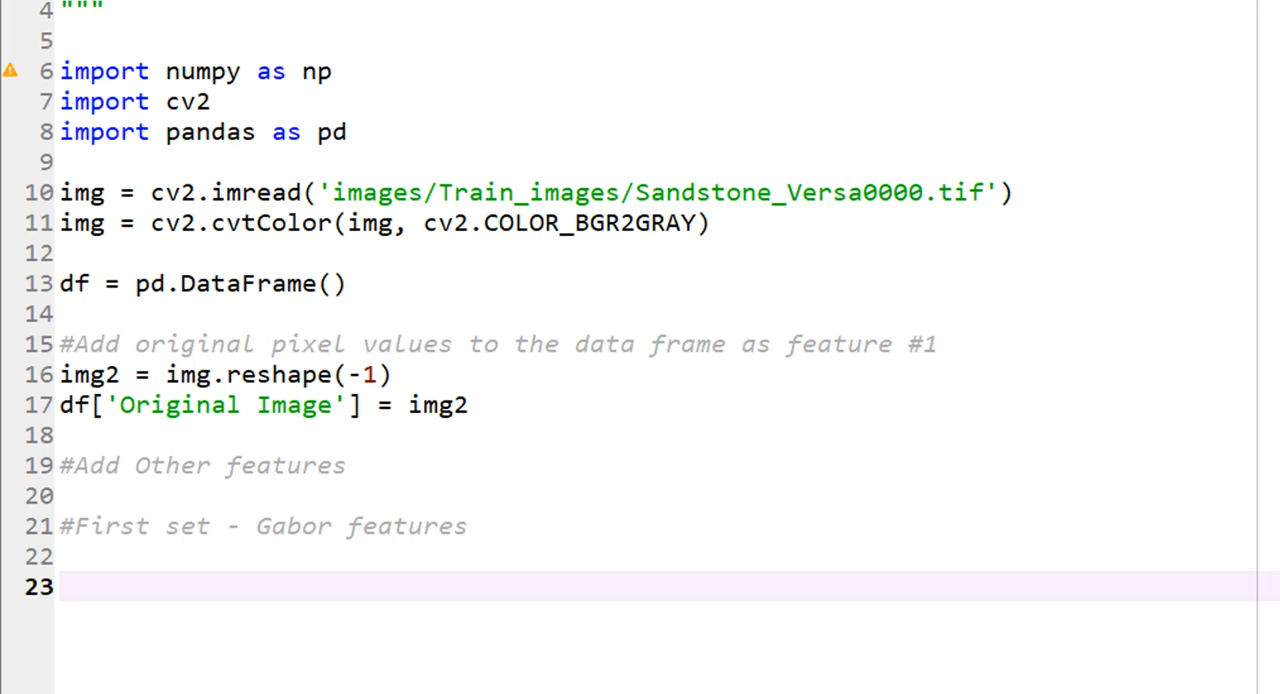 4 """
5
6 import numpy as np
7 import cv2
8 import pandas as pd
9
10 img = cv2.imread('images/Train_images/Sandstone_Versa0000.tif')
11 img = cv2.cvtColor(img, cv2.COLOR_BGR2GRAY)
12
13 df = pd.DataFrame()
14
15 #Add original pixel values to the data frame as feature #1
16 img2 = img.reshape(-1)
17 df['Original Image'] = img2
18
19 #Add Other features
20
21 #First set - Gabor features
22
23